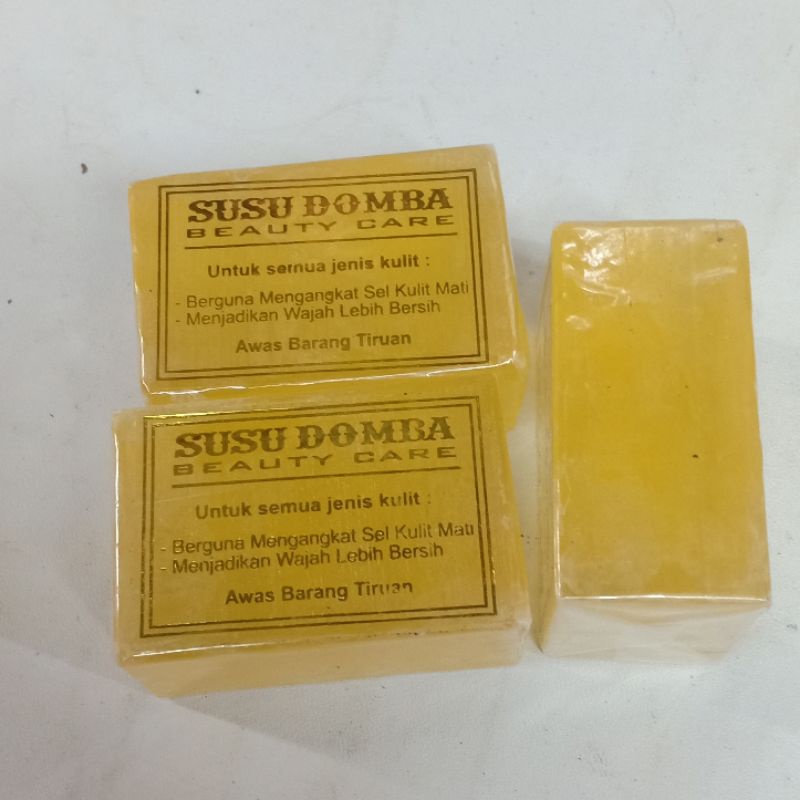 SUSU DOMBA
BEAUTY CARE
Untuk semua jenis kulit :
- Berguna Mengangkat Sel Kulit Mati
- Menjadikan Wajah Lebih Bersih
Awas Barang Tiruan
SUSU DOMBA
BEAUTY CARE
Untuk semua jenis kulit :
- Berguna Mengangkat Sel Kulit Mati
- Menjadikan Wajah Lebih Bersih
Awas Barang Tiruan